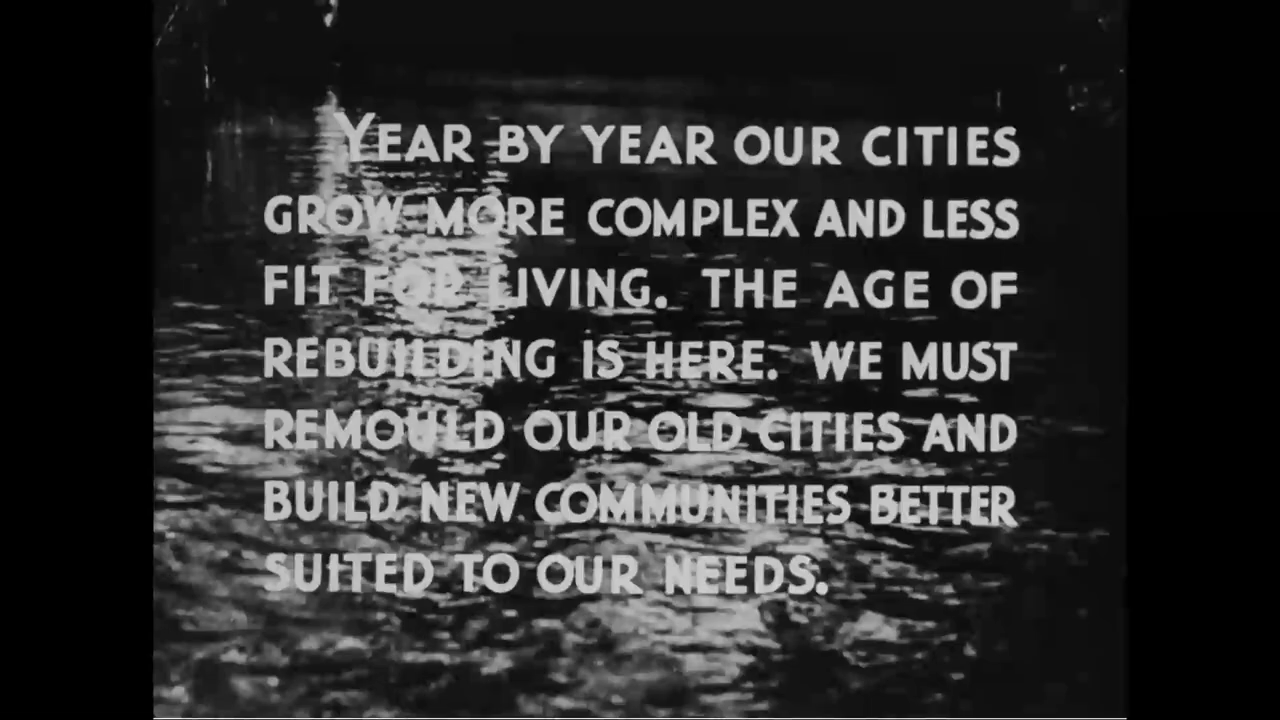 YEAR BY YEAR OUR CITIES
GROW MORE COMPLEX AND LESS
FIT FOR LIVING. THE AGE OF
REBUILDING IS HERE. WE MUST
REMOULD OUR OLD CITIES AND
BUILD NEW COMMUNITIES BETTER
SUITED TO OUR NEEDS.